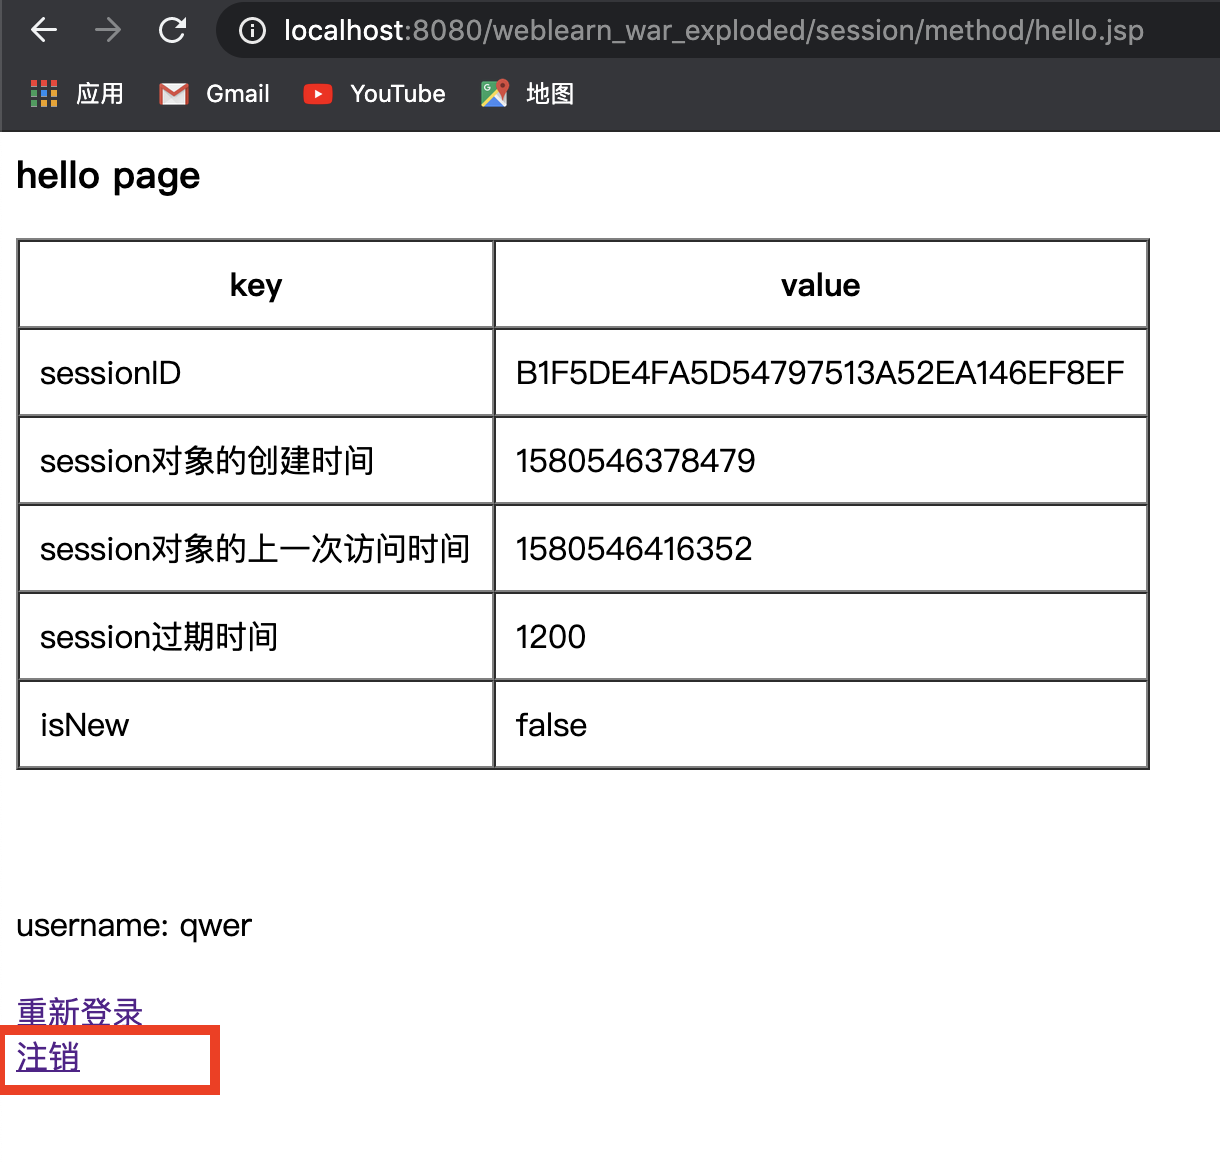 localhost:8080/weblearn_war_exploded/session/method/hello.jsp
应用 Gmail YouTube 地图
hello page
key value
sessionID B1F5DE4FA5D54797513A52EA146EF8EF
session对象的创建时间 1580546378479
session对象的上一次访问时间 1580546416352
session过期时间 1200
isNew false
username: qwer
重新登录
注销